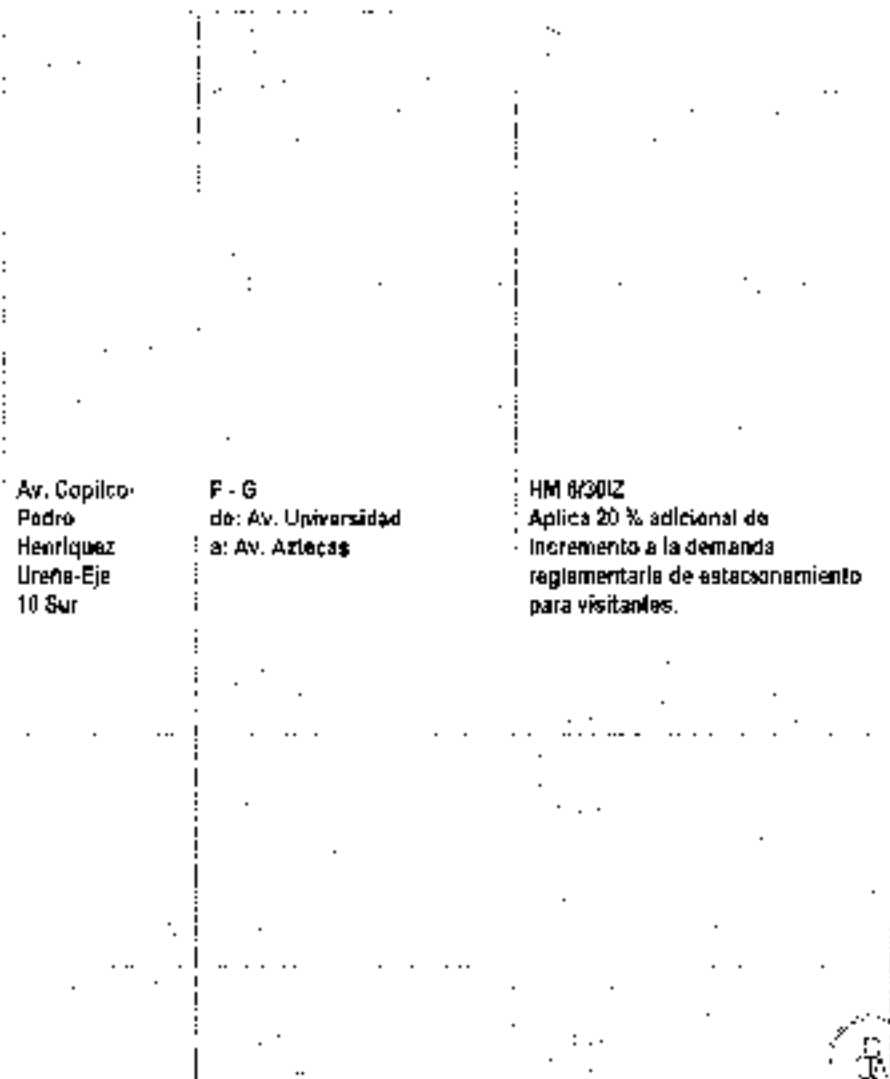 Av. Copilco-
Pedro
Henríquez
Ureña-Eje
10 Sur
F - G
de: Av. Universidad
a: Av. Aztecas
HM 6/30/Z
Aplica 20 % adicional de
incremento a la demanda
reglamentaria de estacionamiento
para visitantes.